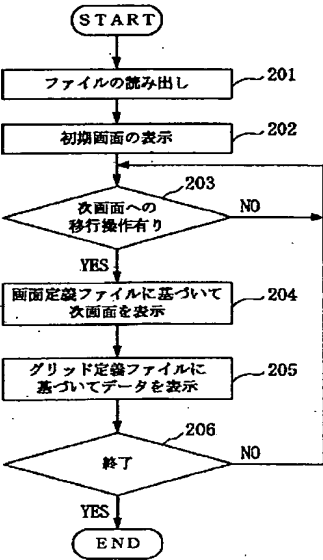 START
ファイルの読み出し
201
初期画面の表示
202
203
次画面への
移行操作有り
NO
YES
画面定義ファイルに基づいて
次画面を表示
204
グリッド定義ファイルに
基づいてデータを表示
205
206
終了
NO
YES
END